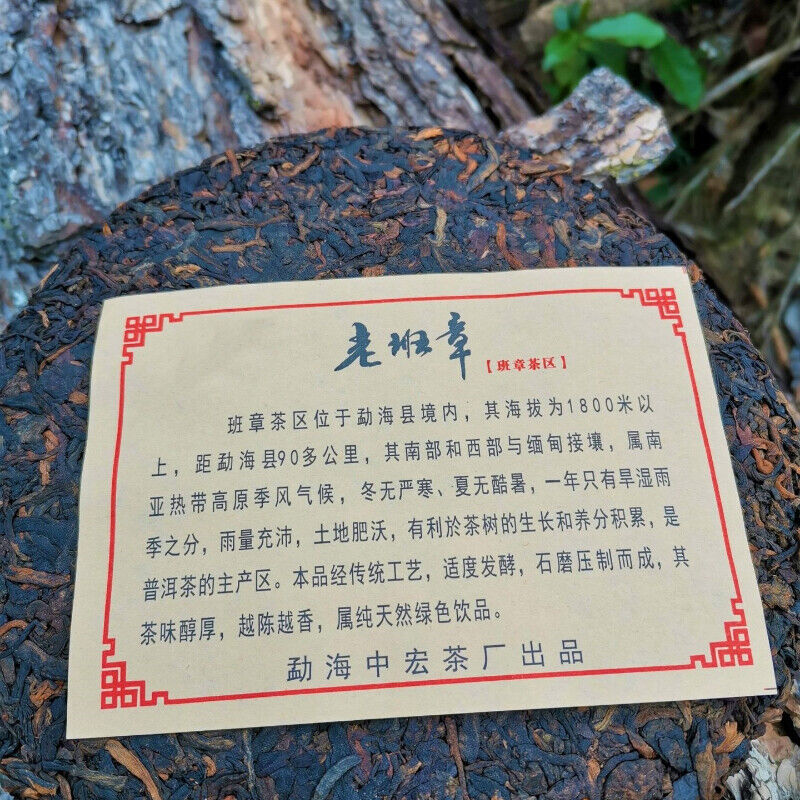 老班章【班章茶区】
班章茶区位于勐海县境内，其海拔为1800米以
上，距勐海县90多公里，其南部和西部与缅甸接壤，属南
亚热带高原季风气候，冬无严寒、夏无酷暑，一年只有旱湿雨
季之分，雨量充沛，土地肥沃，有利於茶树的生长和养分积累，是
普洱茶的主产区。本品经传统工艺，适度发酵，石磨压制而成，其
茶味醇厚，越陈越香，属纯天然绿色饮品。
勐海中宏茶厂出品